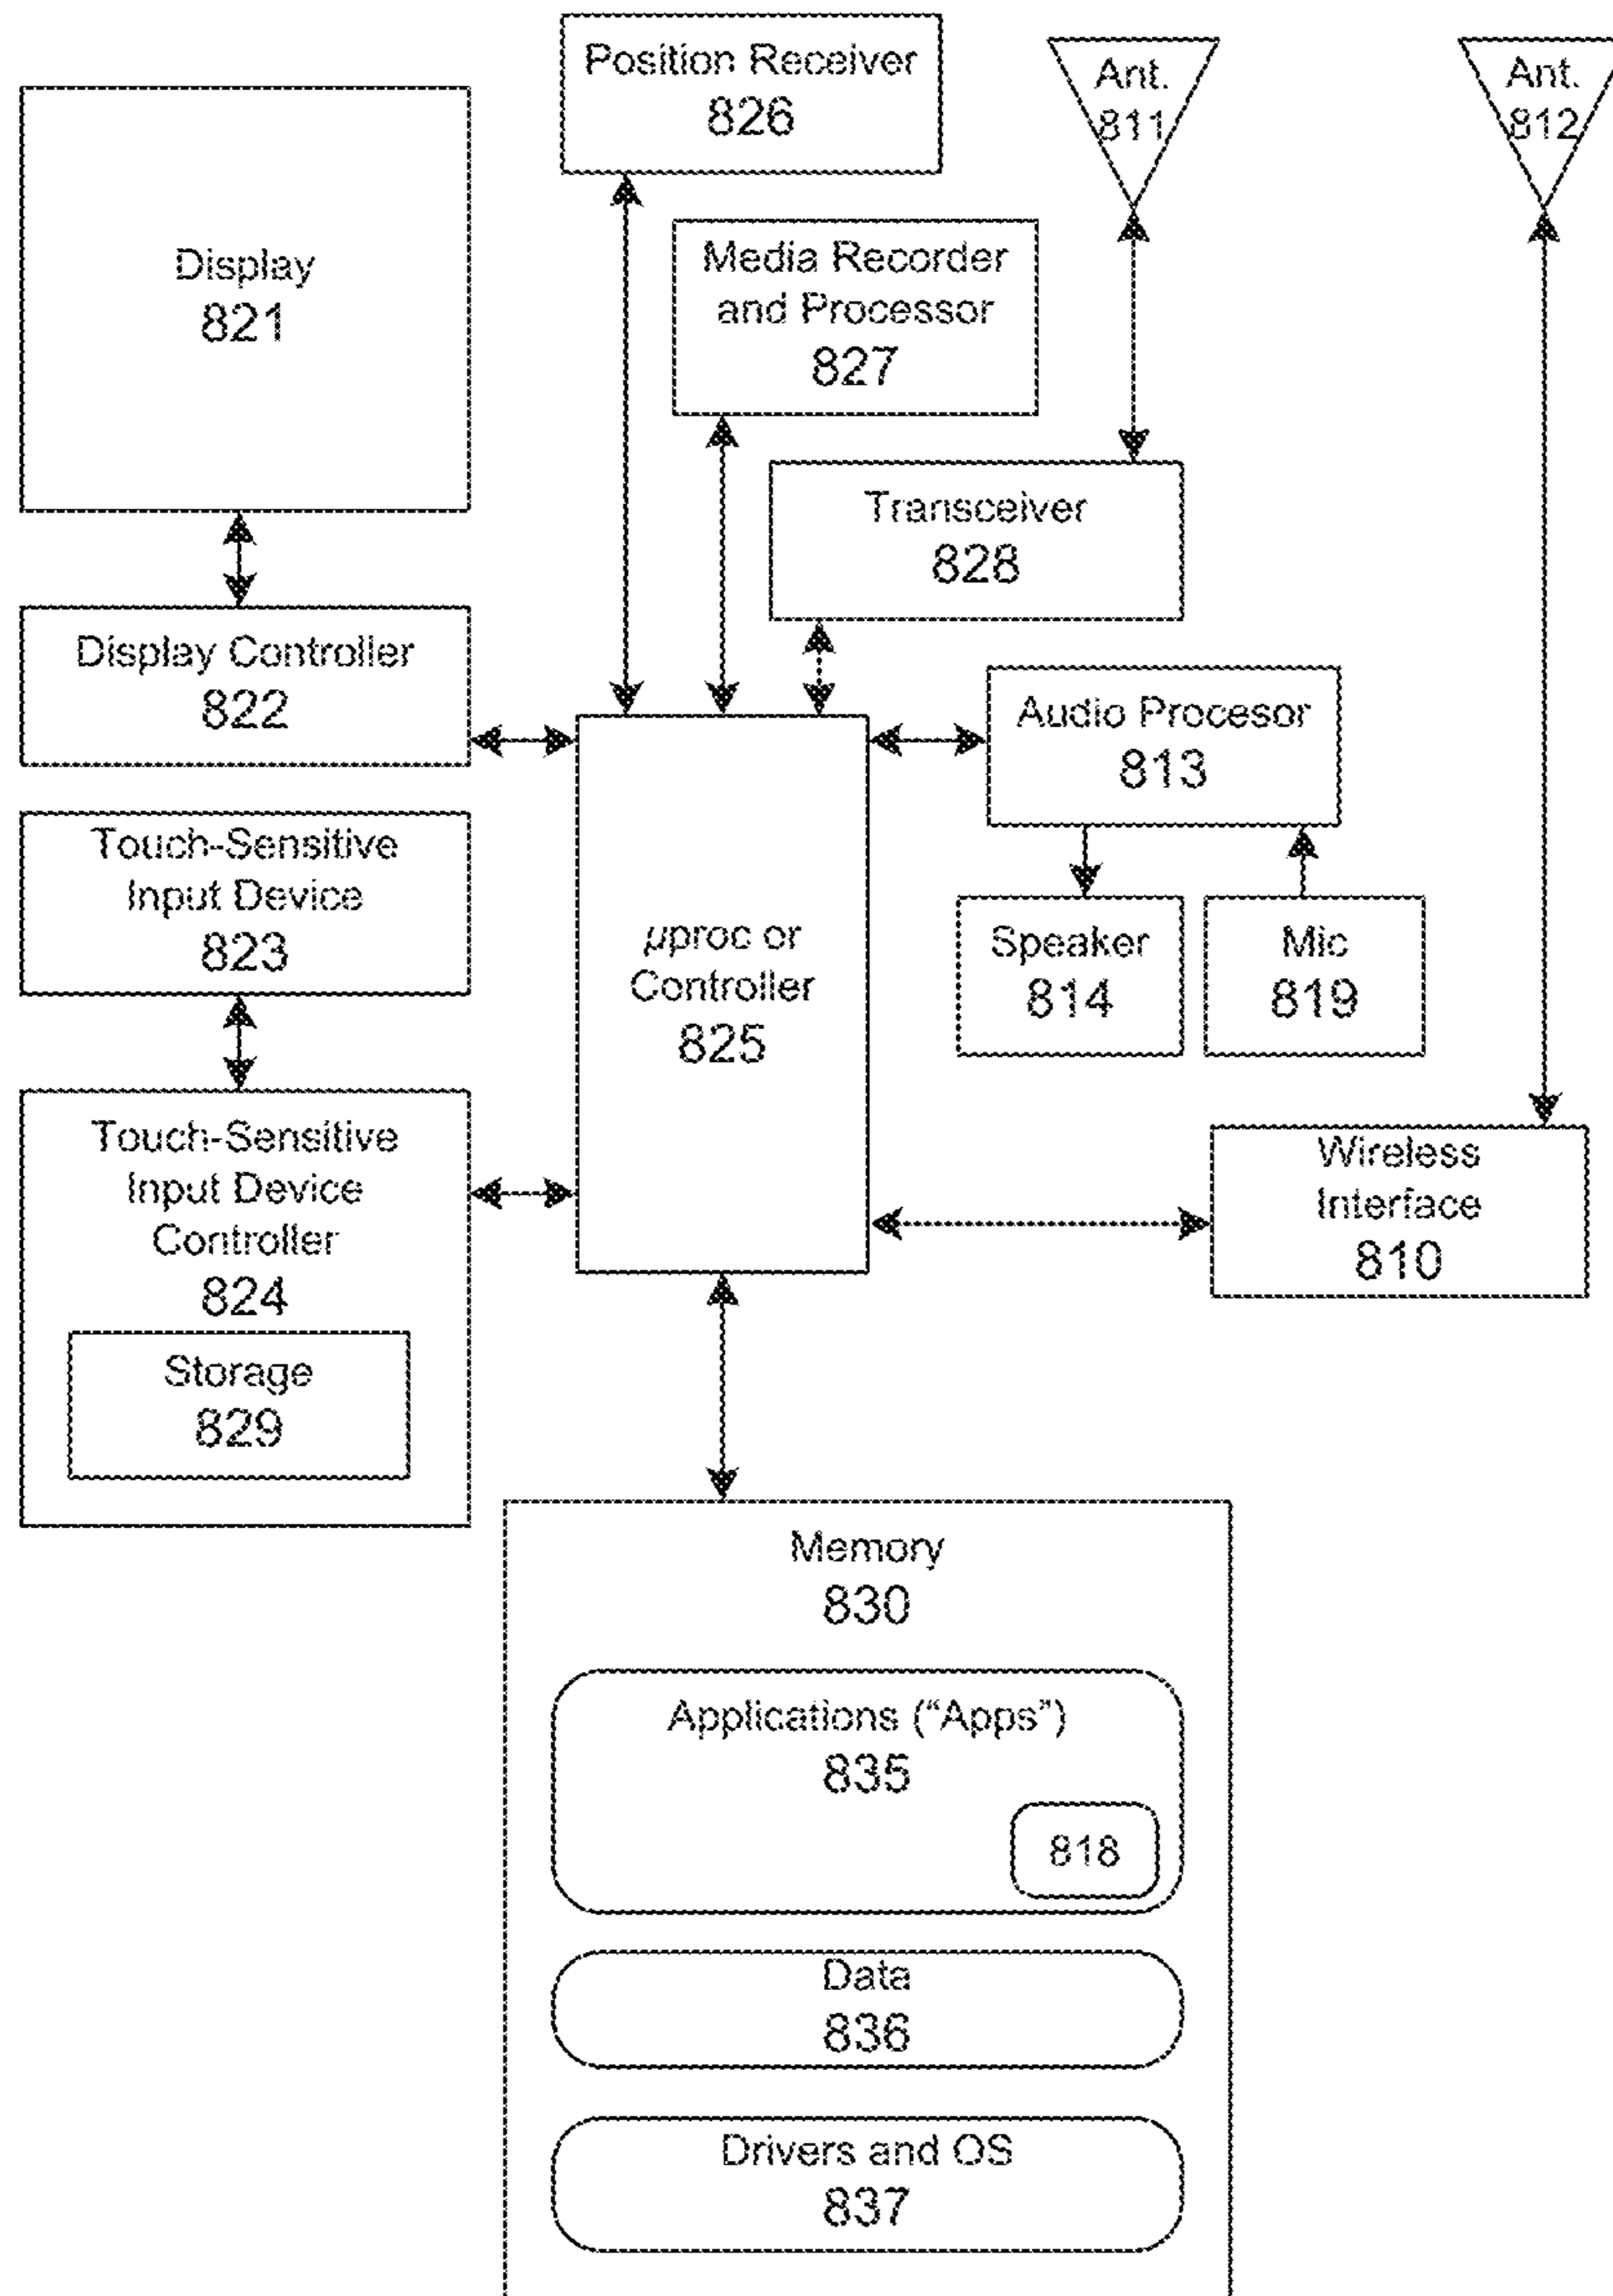 Position Receiver
826
Ant.
811
Ant.
812
Display
821
Media Recorder
and Processor
827
Transceiver
828
Display Controller
822
Audio Procesor
813
Touch-Sensitive
Input Device
823
µproc or
Controller
825
Speaker
814
Mic
819
Touch-Sensitive
Input Device
Controller
824
Storage
829
Wireless
Interface
810
Memory
830
Applications (“Apps”)
835
818
Data
836
Drivers and OS
837